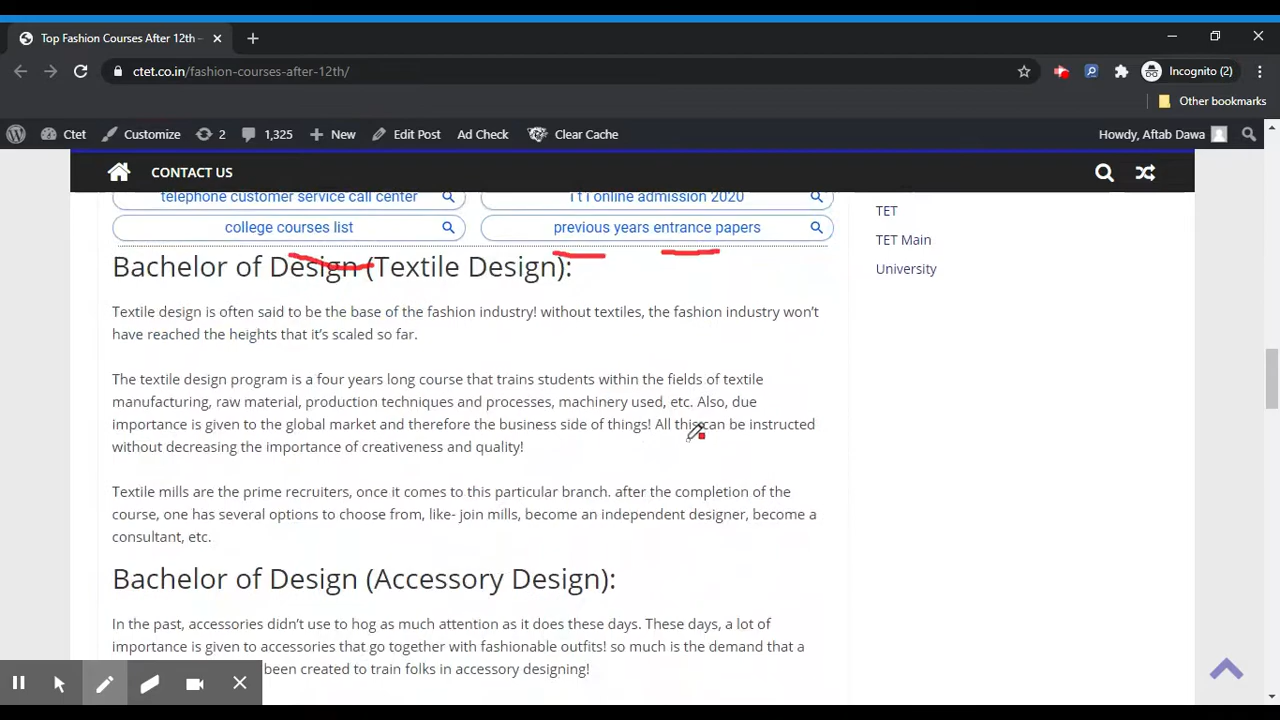 Top Fashion Courses After 12th –
ctet.co.in/fashion-courses-after-12th/
Incognito (2)
Other bookmarks
Ctet Customize 2 1,325 New Edit Post Ad Check Clear Cache Howdy, Aftab Dawa
CONTACT US
telephone customer service call center
i t i online admission 2020
college courses list
previous years entrance papers
TET
TET Main
University
Bachelor of Design (Textile Design):
Textile design is often said to be the base of the fashion industry! without textiles, the fashion industry won’t
have reached the heights that it’s scaled so far.
The textile design program is a four years long course that trains students within the fields of textile
manufacturing, raw material, production techniques and processes, machinery used, etc. Also, due
importance is given to the global market and therefore the business side of things! All this can be instructed
without decreasing the importance of creativeness and quality!
Textile mills are the prime recruiters, once it comes to this particular branch. after the completion of the
course, one has several options to choose from, like- join mills, become an independent designer, become a
consultant, etc.
Bachelor of Design (Accessory Design):
In the past, accessories didn’t use to hog as much attention as it does these days. These days, a lot of
importance is given to accessories that go together with fashionable outfits! so much is the demand that a
been created to train folks in accessory designing!